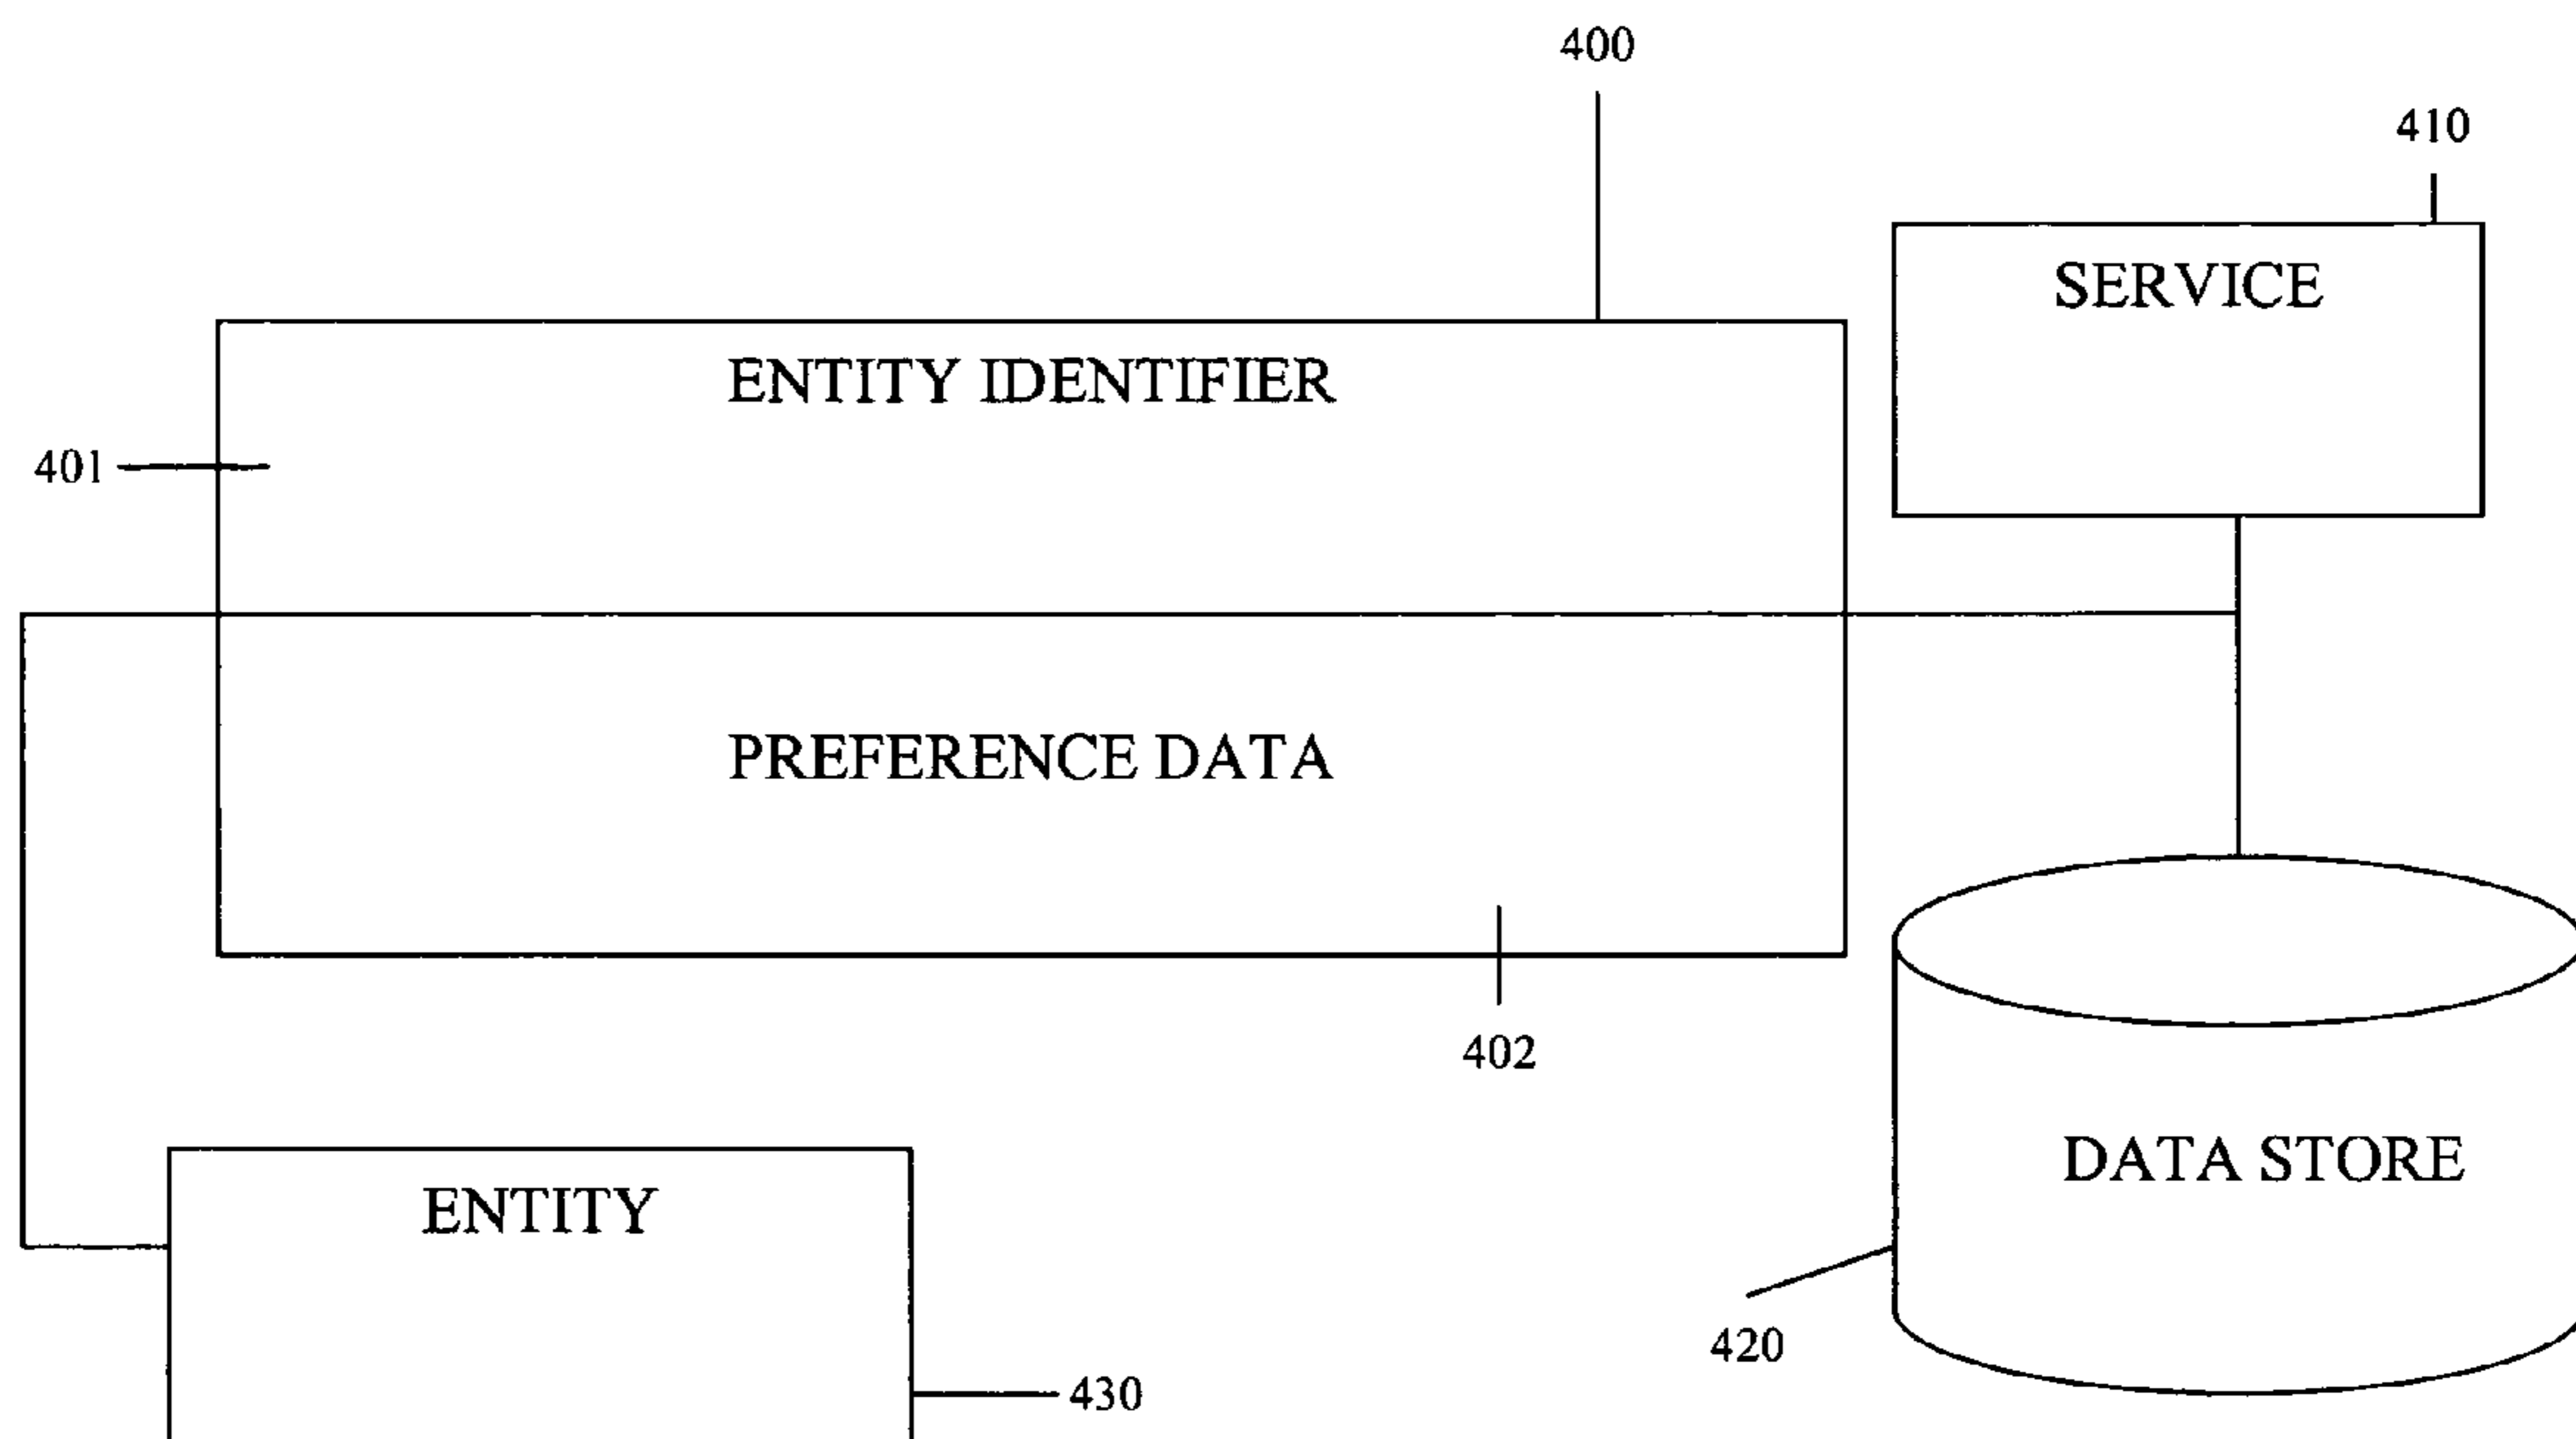 400
410
SERVICE
ENTITY IDENTIFIER
401
PREFERENCE DATA
402
DATA STORE
ENTITY
420
430